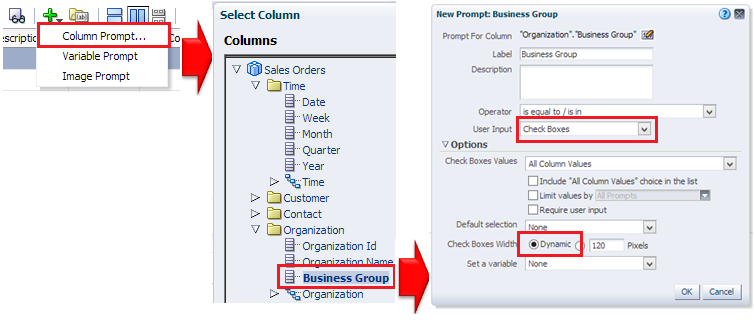 Column Prompt...
escription
Co
Variable Prompt
Image Prompt
Select Column
Columns
Sales Orders
Time
Date
Week
Month
Quarter
Year
Time
Customer
Contact
Organization
Organization Id
Organization Name
Business Group
Organization
New Prompt: Business Group
Prompt For Column "Organization"."Business Group"
Label Business Group
Description
Operator is equal to / is in
User Input Check Boxes
Options
Check Boxes Values All Column Values
Include "All Column Values" choice in the list
Limit values by All Prompts
Require user input
Default selection None
Check Boxes Width Dynamic 120 Pixels
Set a variable None
OK Cancel